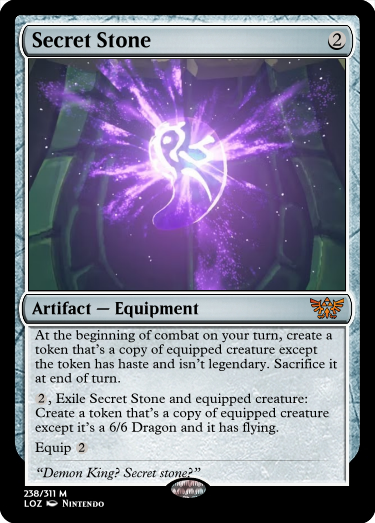 Secret Stone 2
Artifact — Equipment
At the beginning of combat on your turn, create a
token that's a copy of equipped creature except
the token has haste and isn't legendary. Sacrifice it
at end of turn.
2, Exile Secret Stone and equipped creature:
Create a token that's a copy of equipped creature
except it's a 6/6 Dragon and it has flying.
Equip 2
“Demon King? Secret stone?”
238/311 M
LOZ Nintendo